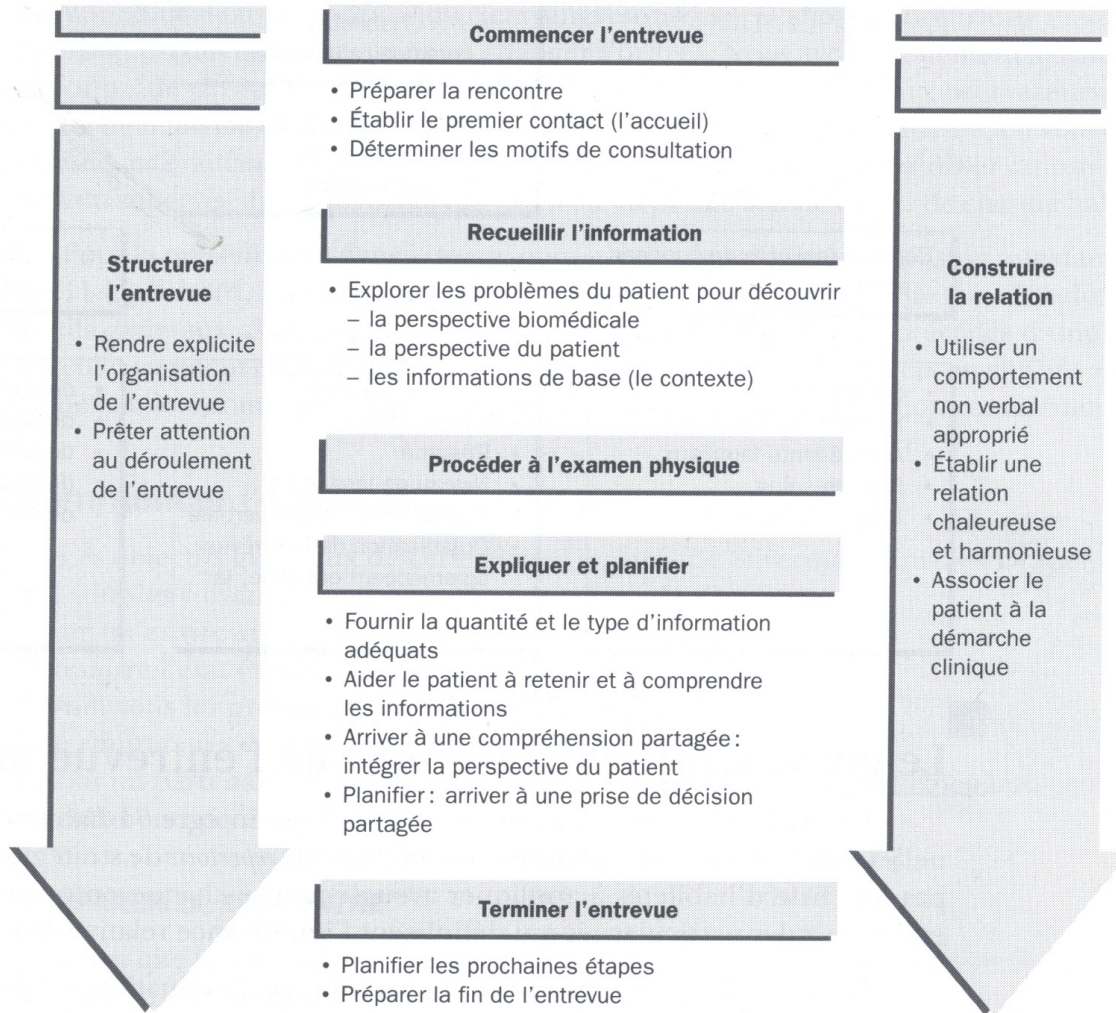 Commencer l'entrevue
• Préparer la rencontre
• Établir le premier contact (l'accueil)
• Déterminer les motifs de consultation
Recueillir l'information
• Explorer les problèmes du patient pour découvrir
– la perspective biomédicale
– la perspective du patient
– les informations de base (le contexte)
Procéder à l'examen physique
Expliquer et planifier
• Fournir la quantité et le type d'information
adéquats
• Aider le patient à retenir et à comprendre
les informations
• Arriver à une compréhension partagée :
intégrer la perspective du patient
• Planifier : arriver à une prise de décision
partagée
Terminer l'entrevue
• Planifier les prochaines étapes
• Préparer la fin de l'entrevue
Structurer
l'entrevue
• Rendre explicite
l'organisation
de l'entrevue
• Prêter attention
au déroulement
de l'entrevue
Construire
la relation
• Utiliser un
comportement
non verbal
approprié
• Établir une
relation
chaleureuse
et harmonieuse
• Associer le
patient à la
démarche
clinique